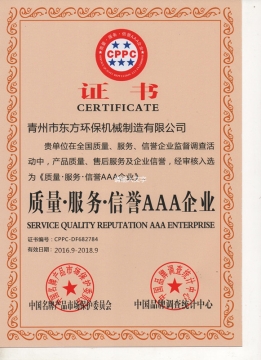 CPPC
证书
CERTIFICATE
青州市东方环保机械制造有限公司
贵单位在全国质量、服务、信誉企业监督调查活
动中，产品质量、售后服务及企业信誉，经审核入选
为《质量·服务·信誉AAA企业》
质量·服务·信誉AAA企业
SERVICE QUALITY REPUTATION AAA ENTERPRISE
证书编号：CPPC-DF682784
有效日期：2016.9-2018.9
中国名牌产品市场保护委员会
中国品牌调查统计中心